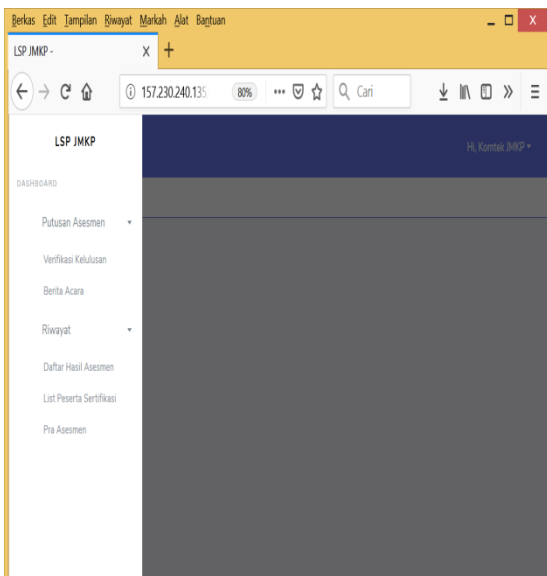 Berkas Edit Tampilan Riwayat Markah Alat Bantuan
LSP JMKP -
157.230.240.135
80%
Cari
LSP JMKP
Hi, Komtek JMKP
DASHBOARD
Putusan Asesmen
Verifikasi Kelulusan
Berita Acara
Riwayat
Daftar Hasil Asesmen
List Peserta Sertifikasi
Pra Asesmen